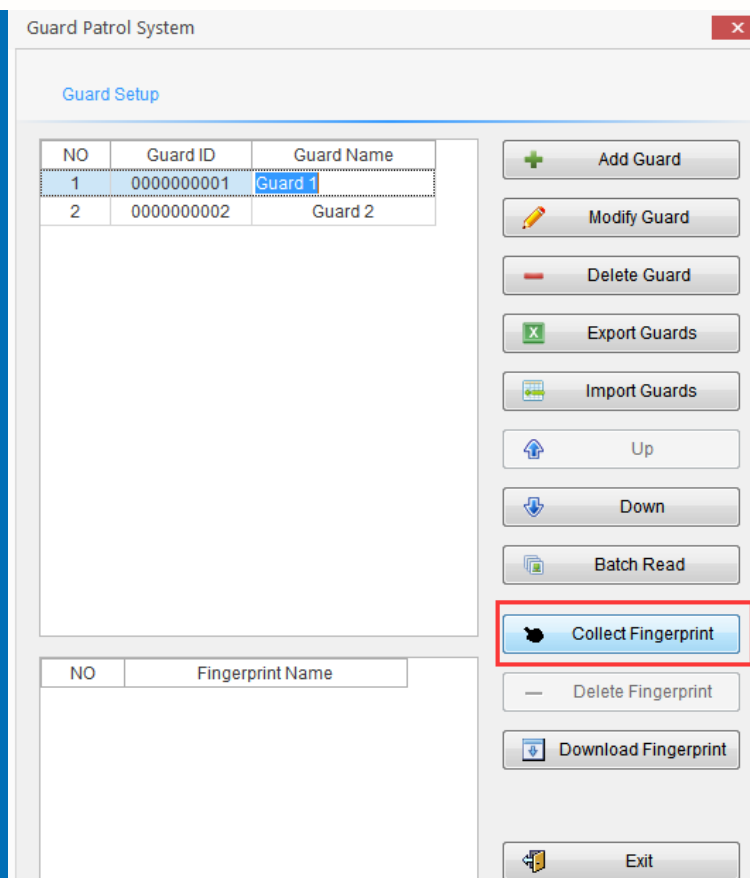 Guard Patrol System
Guard Setup
NO Guard ID Guard Name
1 0000000001 Guard 1
2 0000000002 Guard 2
Add Guard
Modify Guard
Delete Guard
Export Guards
Import Guards
Up
Down
Batch Read
Collect Fingerprint
NO Fingerprint Name
Delete Fingerprint
Download Fingerprint
Exit